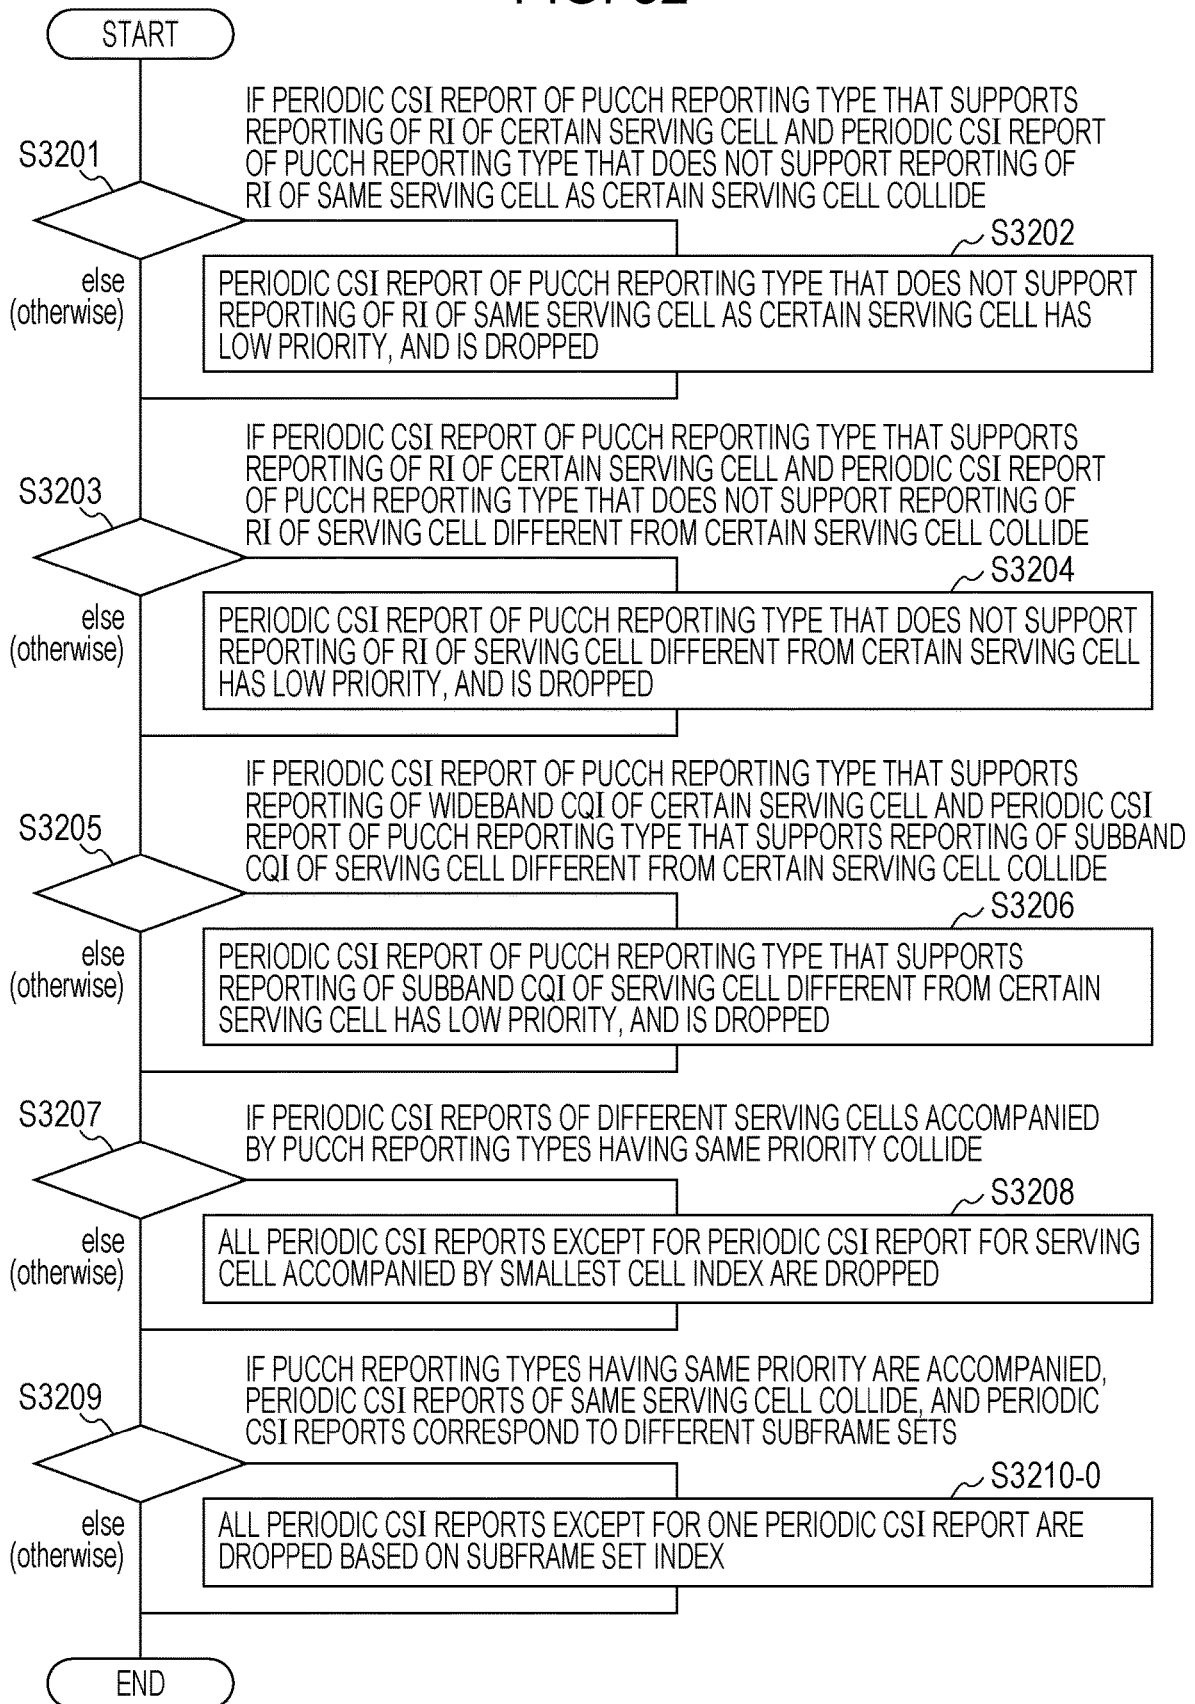 START
IF PERIODIC CSI REPORT OF PUCCH REPORTING TYPE THAT SUPPORTS
REPORTING OF RI OF CERTAIN SERVING CELL AND PERIODIC CSI REPORT
OF PUCCH REPORTING TYPE THAT DOES NOT SUPPORT REPORTING OF
RI OF SAME SERVING CELL AS CERTAIN SERVING CELL COLLIDE
S3201
S3202
else
(otherwise)
PERIODIC CSI REPORT OF PUCCH REPORTING TYPE THAT DOES NOT SUPPORT
REPORTING OF RI OF SAME SERVING CELL AS CERTAIN SERVING CELL HAS
LOW PRIORITY, AND IS DROPPED
IF PERIODIC CSI REPORT OF PUCCH REPORTING TYPE THAT SUPPORTS
REPORTING OF RI OF CERTAIN SERVING CELL AND PERIODIC CSI REPORT
OF PUCCH REPORTING TYPE THAT DOES NOT SUPPORT REPORTING OF
RI OF SERVING CELL DIFFERENT FROM CERTAIN SERVING CELL COLLIDE
S3203
S3204
else
(otherwise)
PERIODIC CSI REPORT OF PUCCH REPORTING TYPE THAT DOES NOT SUPPORT
REPORTING OF RI OF SERVING CELL DIFFERENT FROM CERTAIN SERVING CELL
HAS LOW PRIORITY, AND IS DROPPED
IF PERIODIC CSI REPORT OF PUCCH REPORTING TYPE THAT SUPPORTS
REPORTING OF WIDEBAND CQI OF CERTAIN SERVING CELL AND PERIODIC CSI
REPORT OF PUCCH REPORTING TYPE THAT SUPPORTS REPORTING OF SUBBAND
CQI OF SERVING CELL DIFFERENT FROM CERTAIN SERVING CELL COLLIDE
S3205
S3206
else
(otherwise)
PERIODIC CSI REPORT OF PUCCH REPORTING TYPE THAT SUPPORTS
REPORTING OF SUBBAND CQI OF SERVING CELL DIFFERENT FROM CERTAIN
SERVING CELL HAS LOW PRIORITY, AND IS DROPPED
S3207
IF PERIODIC CSI REPORTS OF DIFFERENT SERVING CELLS ACCOMPANIED
BY PUCCH REPORTING TYPES HAVING SAME PRIORITY COLLIDE
S3208
else
(otherwise)
ALL PERIODIC CSI REPORTS EXCEPT FOR PERIODIC CSI REPORT FOR SERVING
CELL ACCOMPANIED BY SMALLEST CELL INDEX ARE DROPPED
IF PUCCH REPORTING TYPES HAVING SAME PRIORITY ARE ACCOMPANIED,
PERIODIC CSI REPORTS OF SAME SERVING CELL COLLIDE, AND PERIODIC
CSI REPORTS CORRESPOND TO DIFFERENT SUBFRAME SETS
S3209
S3210-0
else
(otherwise)
ALL PERIODIC CSI REPORTS EXCEPT FOR ONE PERIODIC CSI REPORT ARE
DROPPED BASED ON SUBFRAME SET INDEX
END